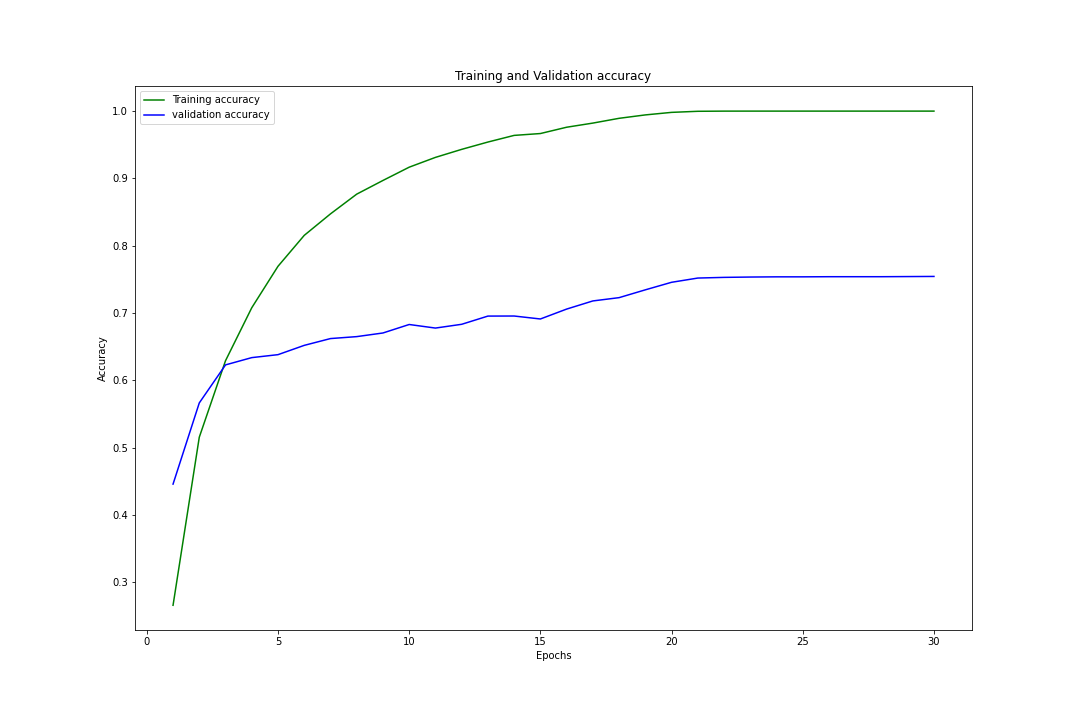 Training and Validation accuracy
Training accuracy
validation accuracy
1.0
0.9
0.8
0.7
0.6
0.5
0.4
0.3
Accuracy
0 5 10 15 20 25 30
Epochs